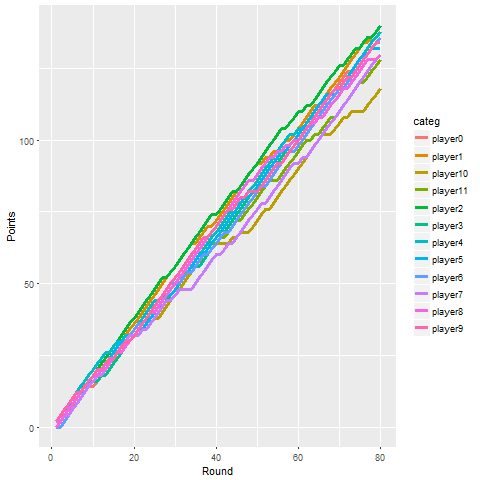 categ
player0
player1
player10
player11
player2
player3
player4
player5
player6
player7
player8
player9
Points
100
50
0
0
20
40
60
80
Round